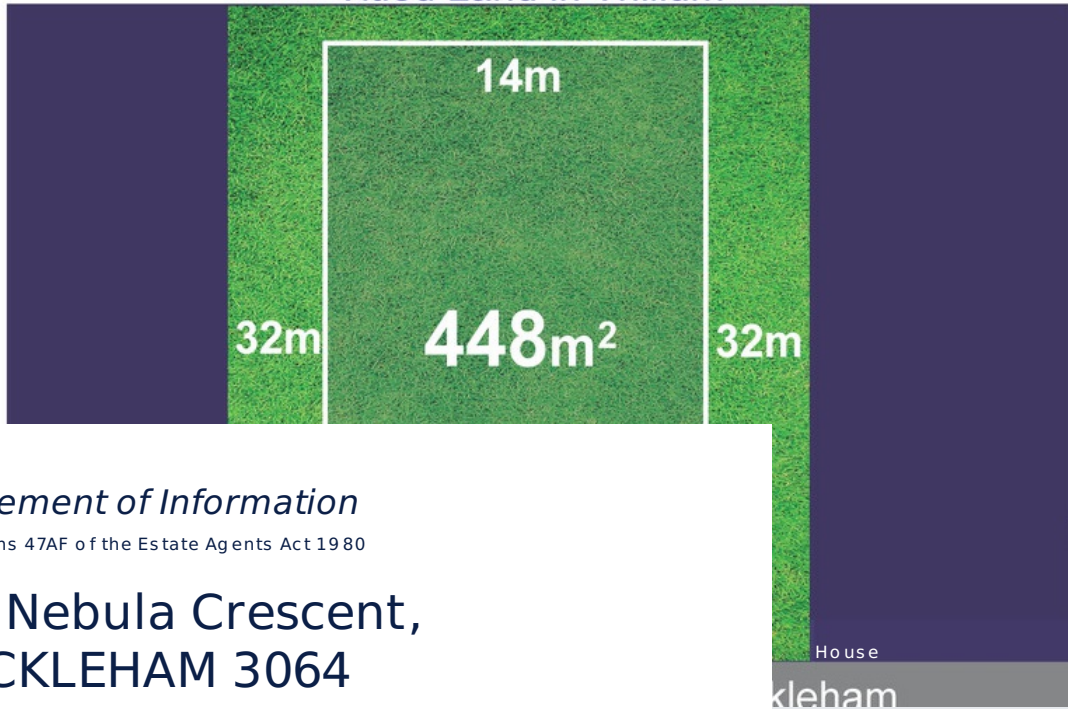 14m
32m
448m²
32m
ement of Information
ns 47AF of the Estate Agents Act 1980
Nebula Crescent,
CKLEHAM 3064
House
kleham